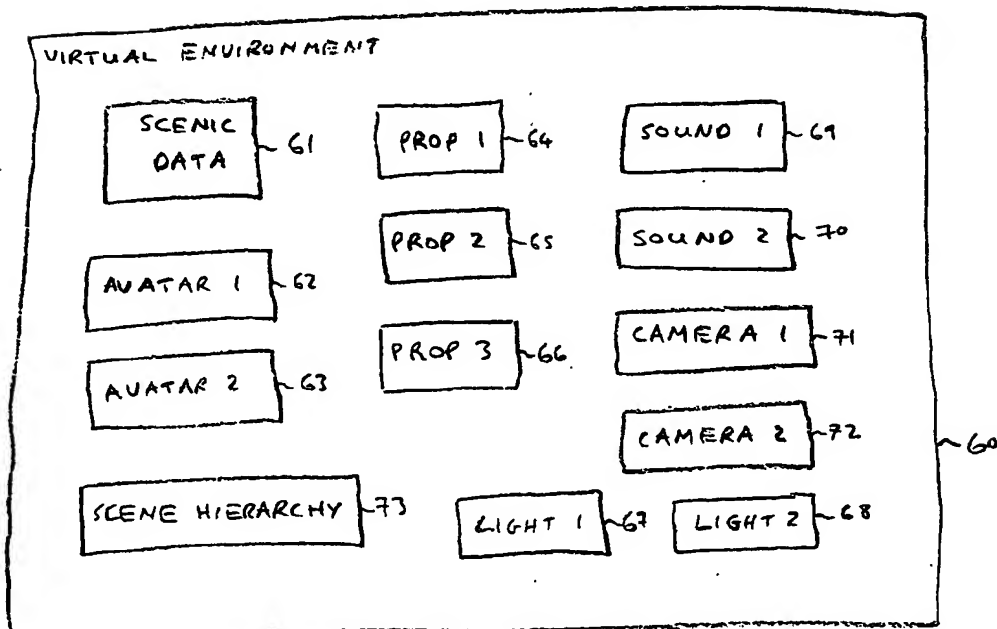 VIRTUAL ENVIRONMENT
SCENIC
DATA
61
PROP 1
64
SOUND 1
69
PROP 2
65
SOUND 2
70
AVATAR 1
62
PROP 3
66
CAMERA 1
71
AVATAR 2
63
CAMERA 2
72
60
SCENE HIERARCHY
73
LIGHT 1
67
LIGHT 2
68